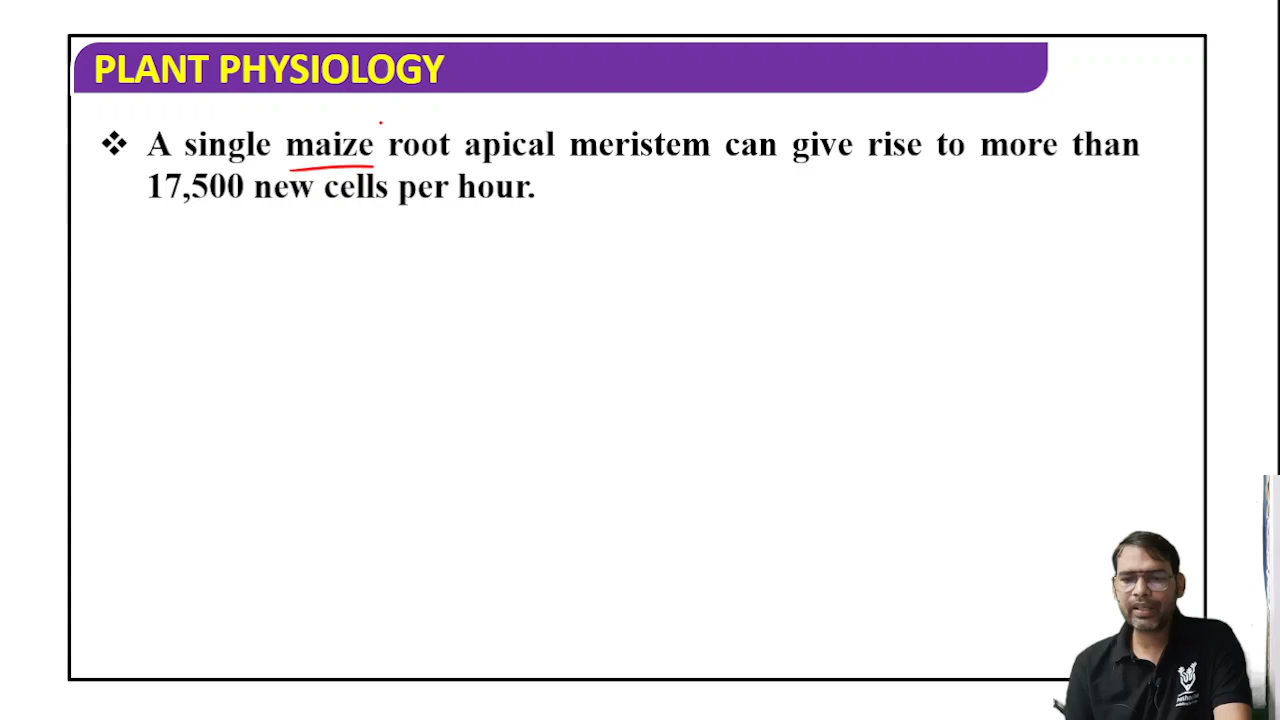 PLANT PHYSIOLOGY
❖ A single maize root apical meristem can give rise to more than
17,500 new cells per hour.